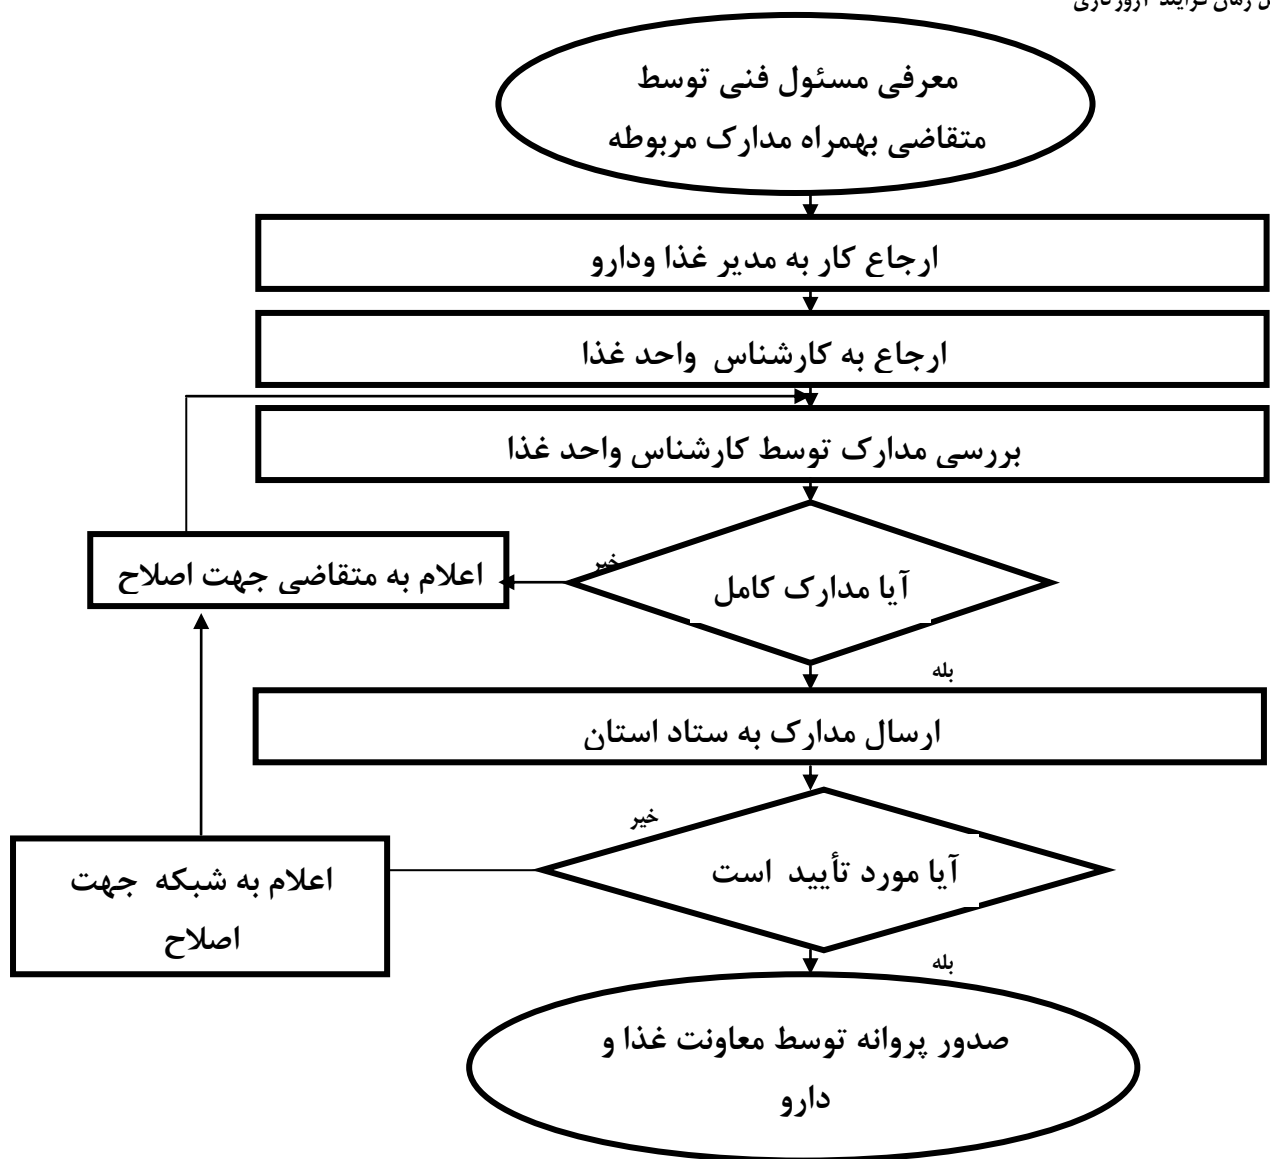 زمان فرایند
معرفی مسئول فنی توسط
متقاضی بهمراه مدارک مربوطه
ارجاع کار به مدیر غذا ودارو
ارجاع به کارشناس واحد غذا
بررسی مدارک توسط کارشناس واحد غذا
خیر
اعلام به متقاضی جهت اصلاح
آیا مدارک کامل
بله
ارسال مدارک به ستاد استان
خیر
آیا مورد تأیید است
اعلام به شبکه جهت
اصلاح
بله
صدور پروانه توسط معاونت غذا و
دارو